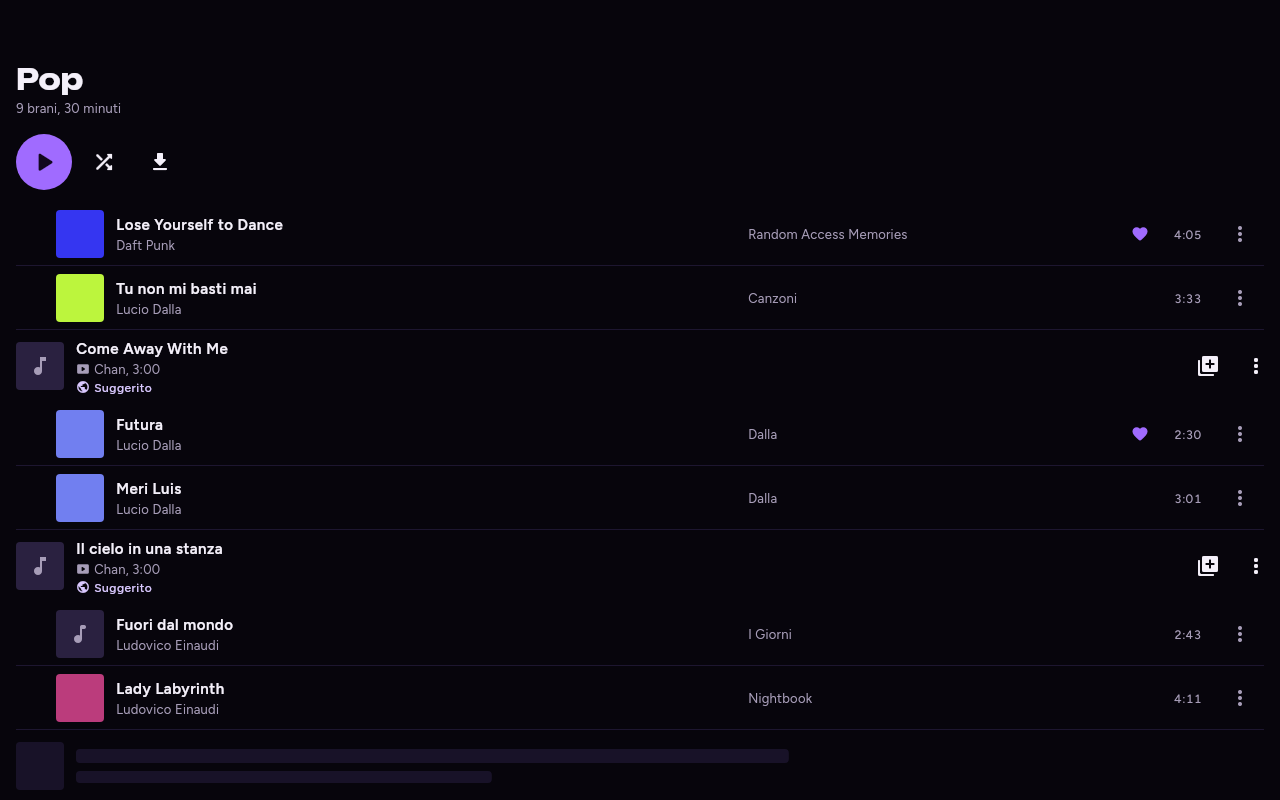 Pop
9 brani, 30 minuti
Lose Yourself to Dance
Daft Punk
Random Access Memories
4:05
Tu non mi basti mai
Lucio Dalla
Canzoni
3:33
Come Away With Me
Chan, 3:00
Suggerito
Futura
Lucio Dalla
Dalla
2:30
Meri Luis
Lucio Dalla
Dalla
3:01
Il cielo in una stanza
Chan, 3:00
Suggerito
Fuori dal mondo
Ludovico Einaudi
I Giorni
2:43
Lady Labyrinth
Ludovico Einaudi
Nightbook
4:11